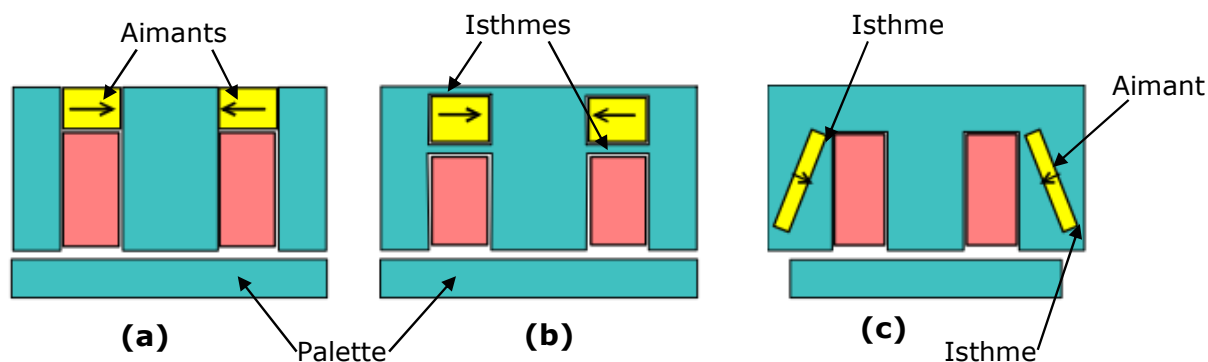 Aimants
Isthmes
Isthme
Aimant
(a)
(b)
(c)
Palette
Isthme